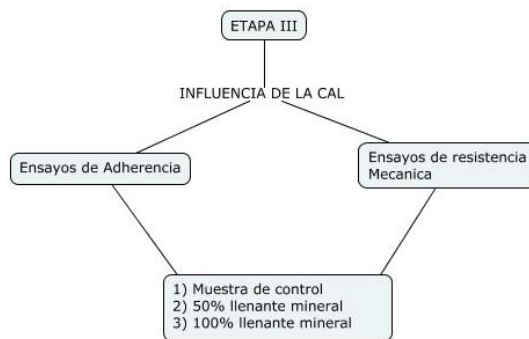 ETAPA III
INFLUENCIA DE LA CAL
Ensayos de Adherencia
Ensayos de resistencia
Mecanica
1) Muestra de control
2) 50% llenante mineral
3) 100% llenante mineral